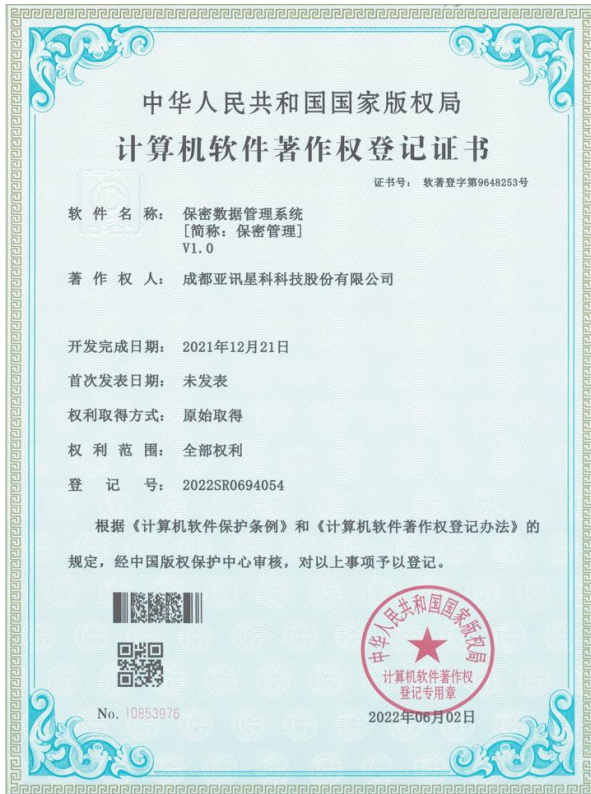 中华人民共和国国家版权局
计算机软件著作权登记证书
证书号： 软著登字第9648253号
软件名称： 保密数据管理系统
[简称：保密管理]
V1.0
著作权人： 成都亚讯星科科技股份有限公司
开发完成日期： 2021年12月21日
首次发表日期： 未发表
权利取得方式： 原始取得
权利范围： 全部权利
登记号： 2022SR0694054
根据《计算机软件保护条例》和《计算机软件著作权登记办法》的
规定，经中国版权保护中心审核，对以上事项予以登记。
中华人民共和国国家版权局
计算机软件著作权
登记专用章
No. 10853976
2022年06月02日